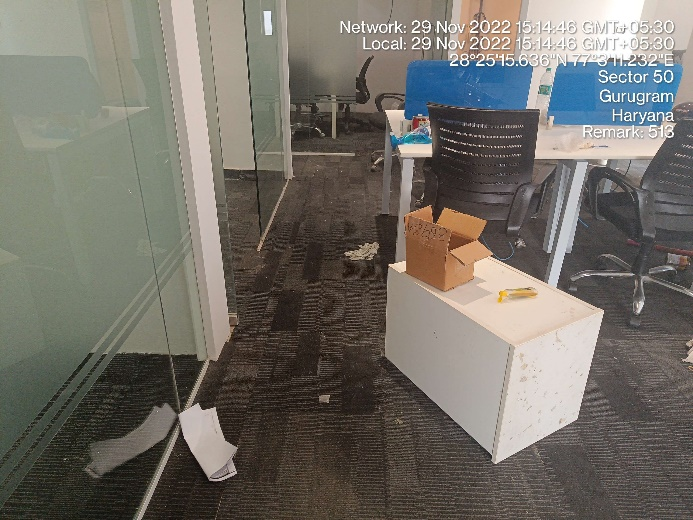 Network: 29 Nov 2022 15:14:46 GMT+05:30
Local: 29 Nov 2022 15:14:46 GMT+05:30
28°25'15.636"N 77°3'11.232"E
Sector 50
Gurugram
Haryana
Remark: 513